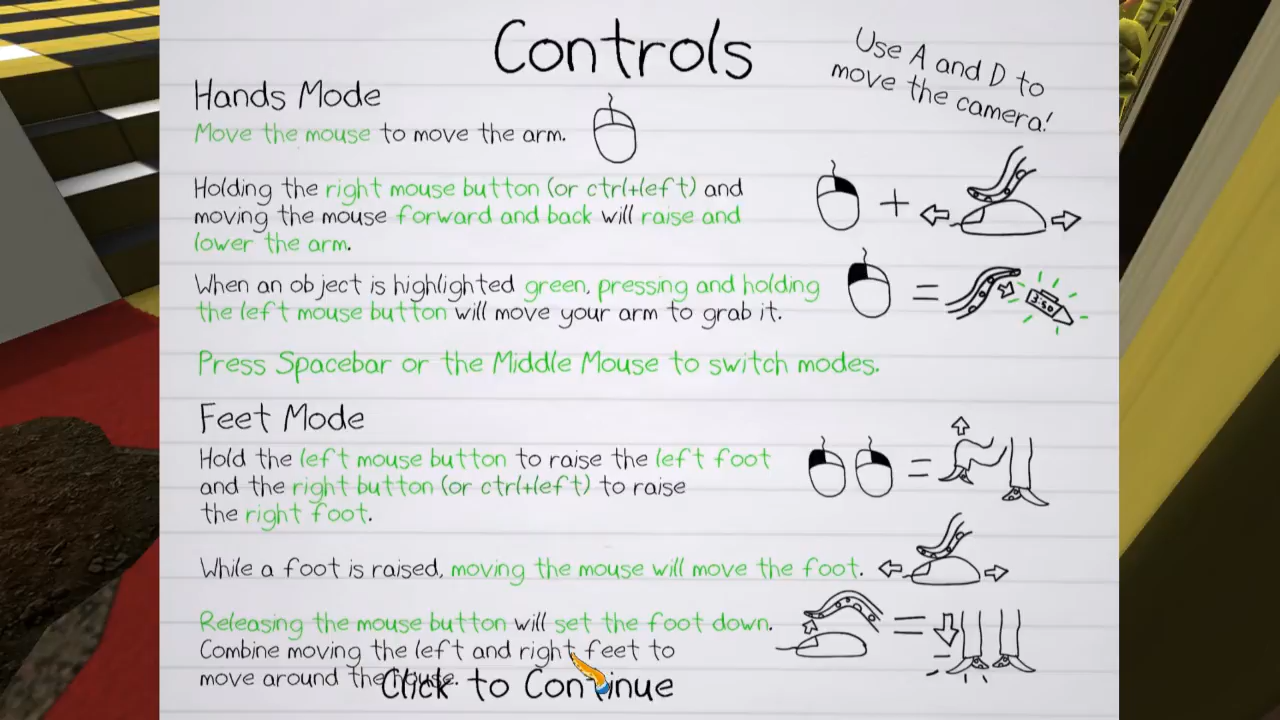 Controls
Use A and D to
move the camera!
Hands Mode
Move the mouse to move the arm.
Holding the right mouse button (or ctrl+left) and
moving the mouse forward and back will raise and
lower the arm.
When an object is highlighted green, pressing and holding
the left mouse button will move your arm to grab it.
3:50
Press Spacebar or the Middle Mouse to switch modes.
Feet Mode
Hold the left mouse button to raise the left foot
and the right button (or ctrl+left) to raise
the right foot.
While a foot is raised, moving the mouse will move the foot.
Releasing the mouse button will set the foot down.
Combine moving the left and right feet to
move around the house.
Click to Continue